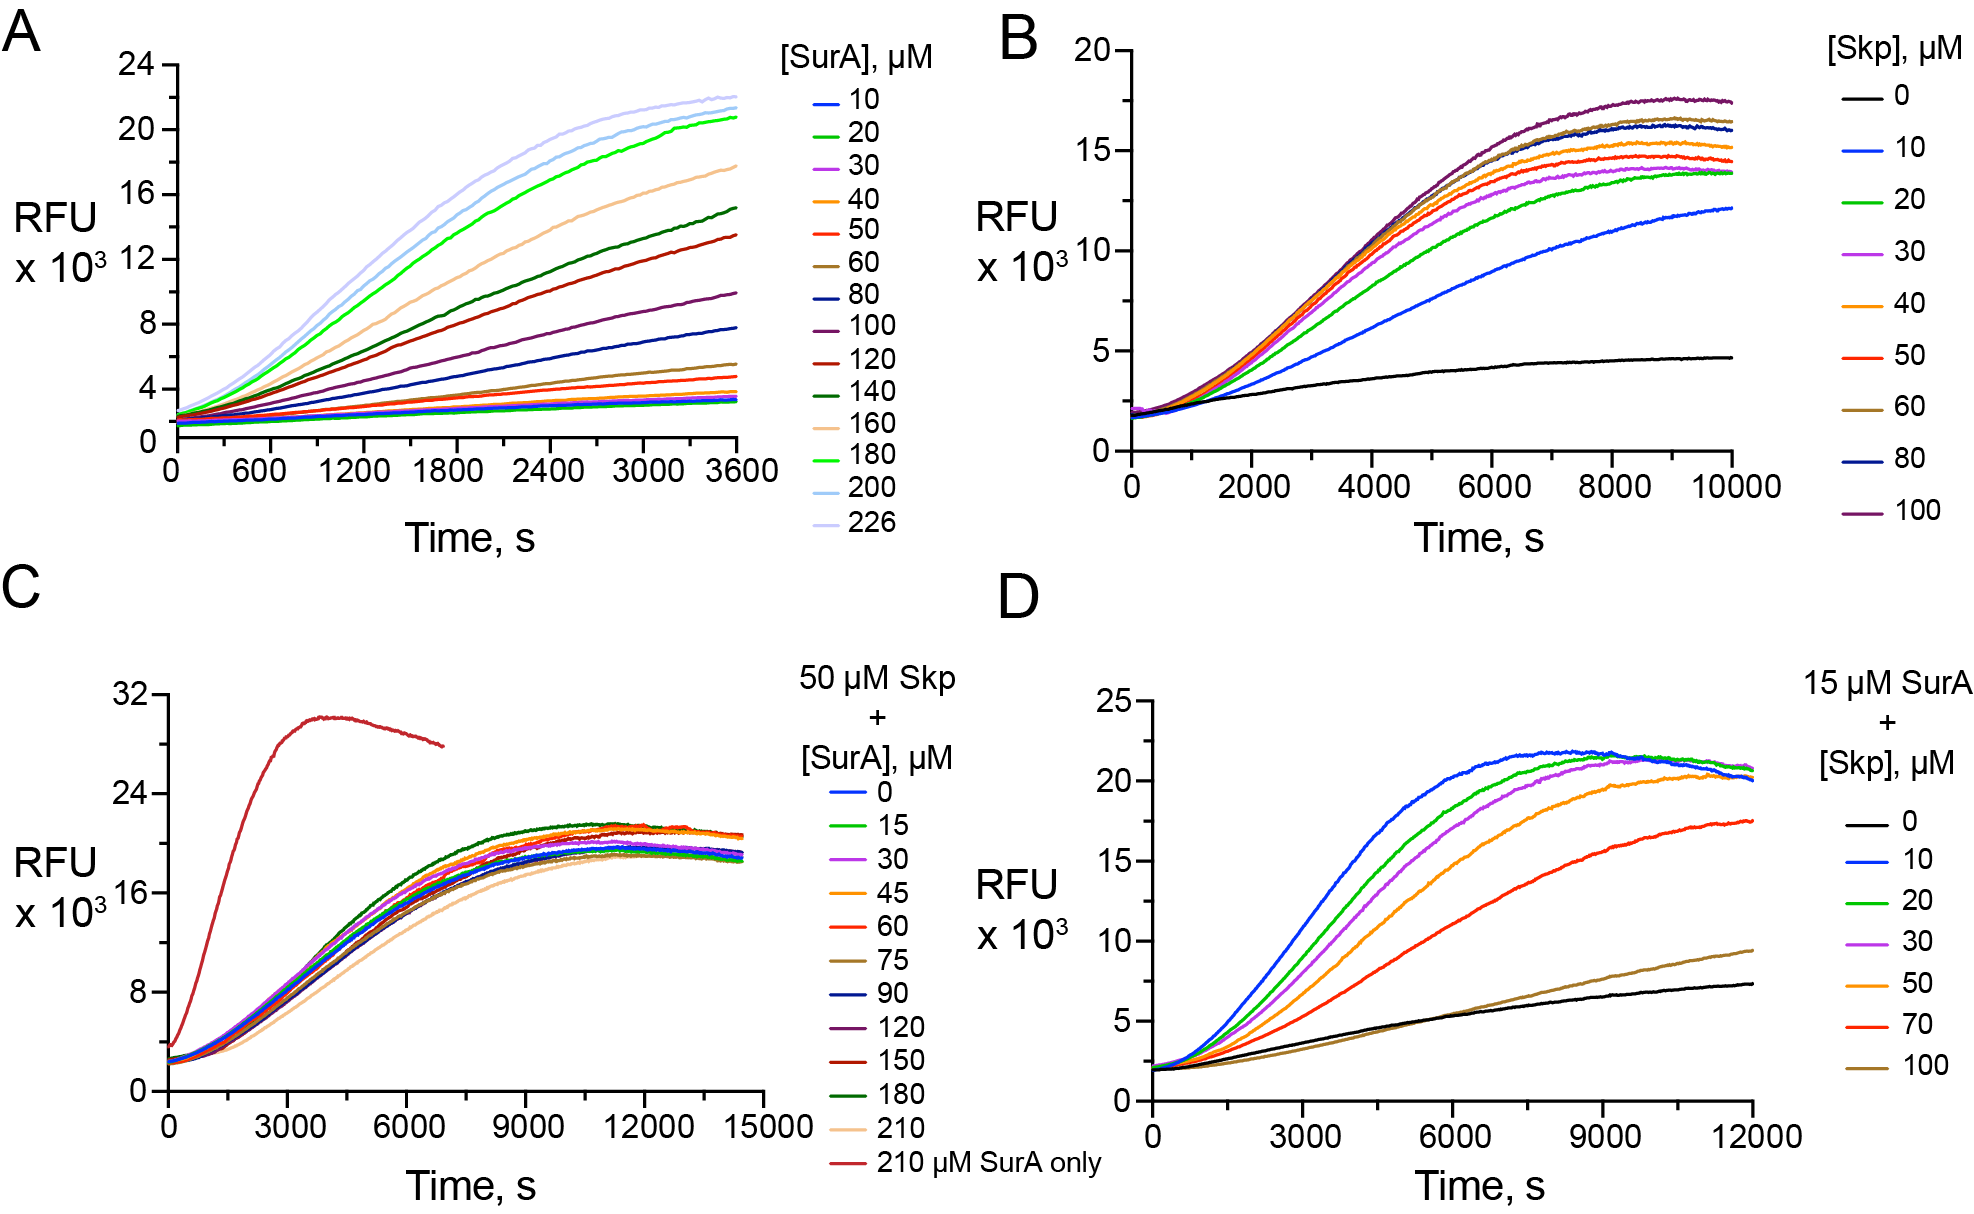 A
[SurA], µM
24
20
16
12
8
4
0
RFU
x 10³
0 600 1200 1800 2400 3000 3600
Time, s
10
20
30
40
50
60
80
100
120
140
160
180
200
226
B
[Skp], µM
20
15
10
5
0
RFU
x 10³
0 2000 4000 6000 8000 10000
Time, s
0
10
20
30
40
50
60
80
100
C
50 µM Skp
+
[SurA], µM
32
24
16
8
0
RFU
x 10³
0 3000 6000 9000 12000 15000
Time, s
0
15
30
45
60
75
90
120
150
180
210
210 µM SurA only
D
15 µM SurA
+
[Skp], µM
25
20
15
10
5
0
RFU
x 10³
0 3000 6000 9000 12000
Time, s
0
10
20
30
50
70
100